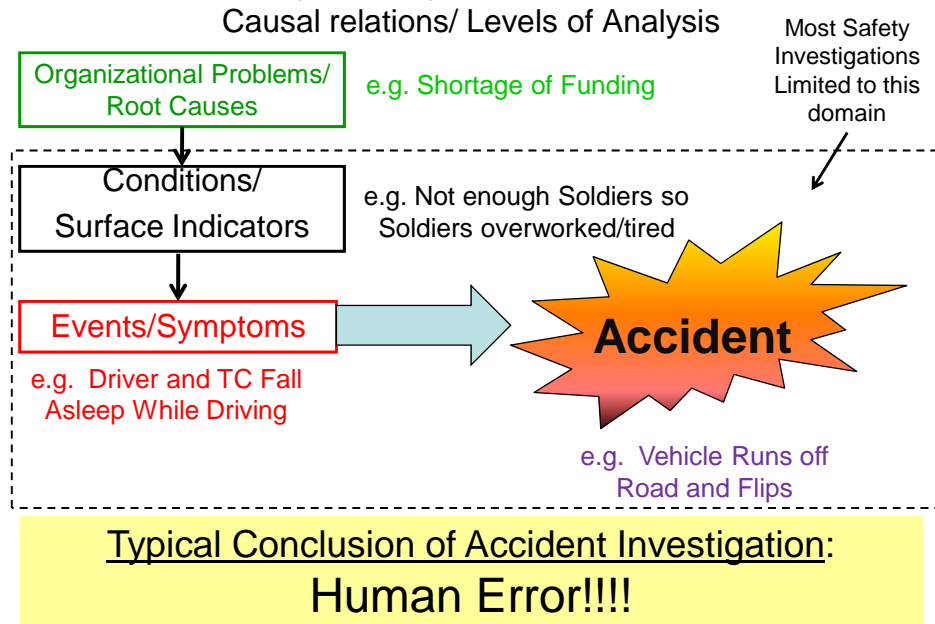 Causal relations/ Levels of Analysis
Most Safety
Investigations
Limited to this
domain
Organizational Problems/
Root Causes
e.g. Shortage of Funding
Conditions/
Surface Indicators
e.g. Not enough Soldiers so
Soldiers overworked/tired
Events/Symptoms
Accident
e.g.  Driver and TC Fall
Asleep While Driving
e.g.  Vehicle Runs off
Road and Flips
Typical Conclusion of Accident Investigation:
Human Error!!!!